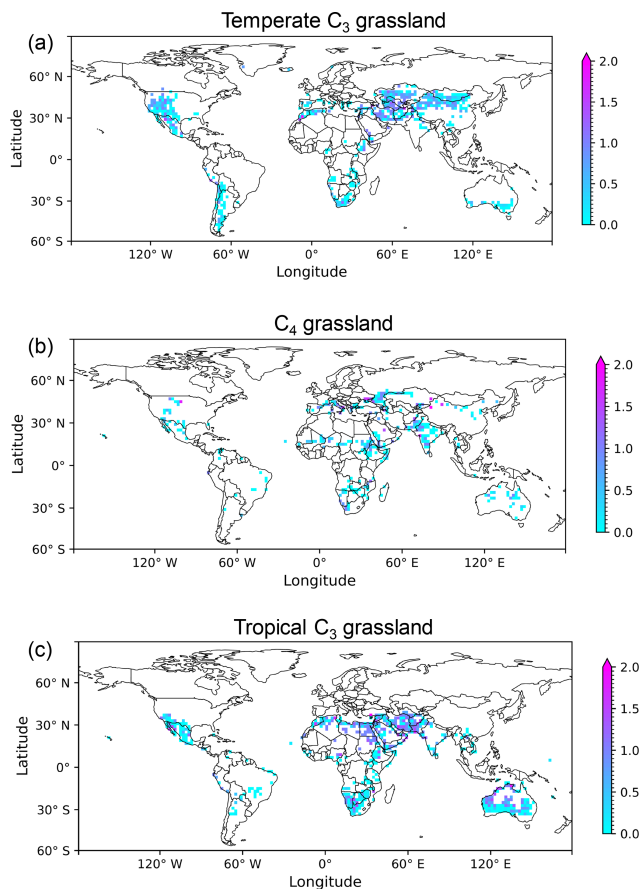 Temperate C₃ grassland
(a)
60° N
30° N
0°
30° S
60° S
Latitude
120° W 60° W 0° 60° E 120° E
Longitude
2.0
1.5
1.0
0.5
0.0
C₄ grassland
(b)
60° N
30° N
0°
30° S
60° S
Latitude
120° W 60° W 0° 60° E 120° E
Longitude
2.0
1.5
1.0
0.5
0.0
Tropical C₃ grassland
(c)
60° N
30° N
0°
30° S
60° S
Latitude
120° W 60° W 0° 60° E 120° E
Longitude
2.0
1.5
1.0
0.5
0.0